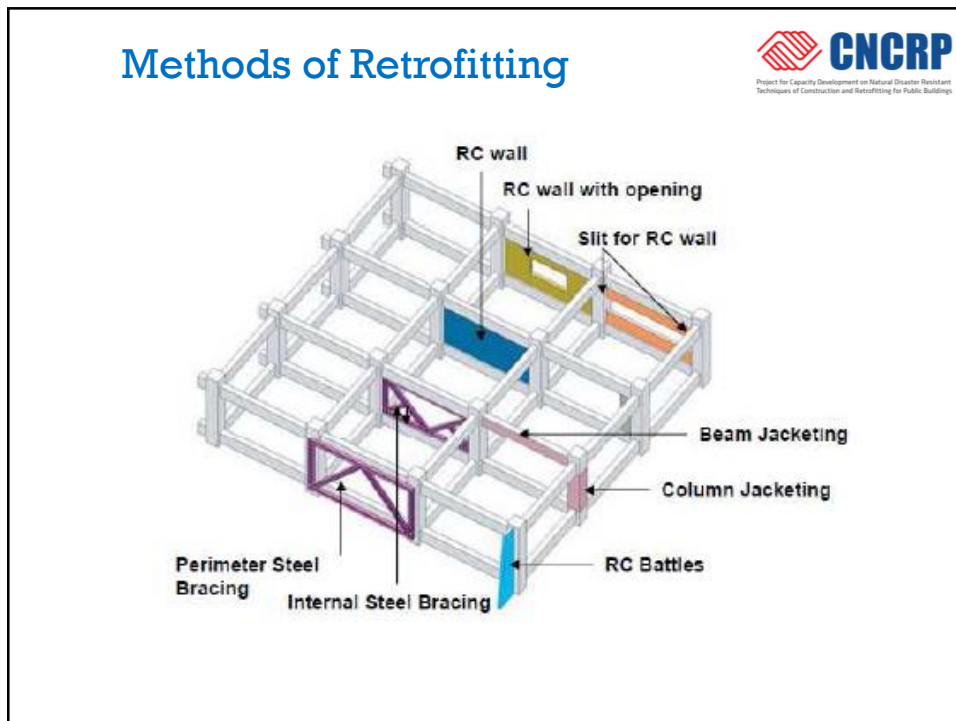 Methods of Retrofitting
CNCRP
Project for Capacity Development on Natural Disaster Resistant
Techniques of Construction and Retrofitting for Public Buildings
RC wall
RC wall with opening
Slit for RC wall
Beam Jacketing
Column Jacketing
RC Battles
Perimeter Steel
Bracing
Internal Steel Bracing